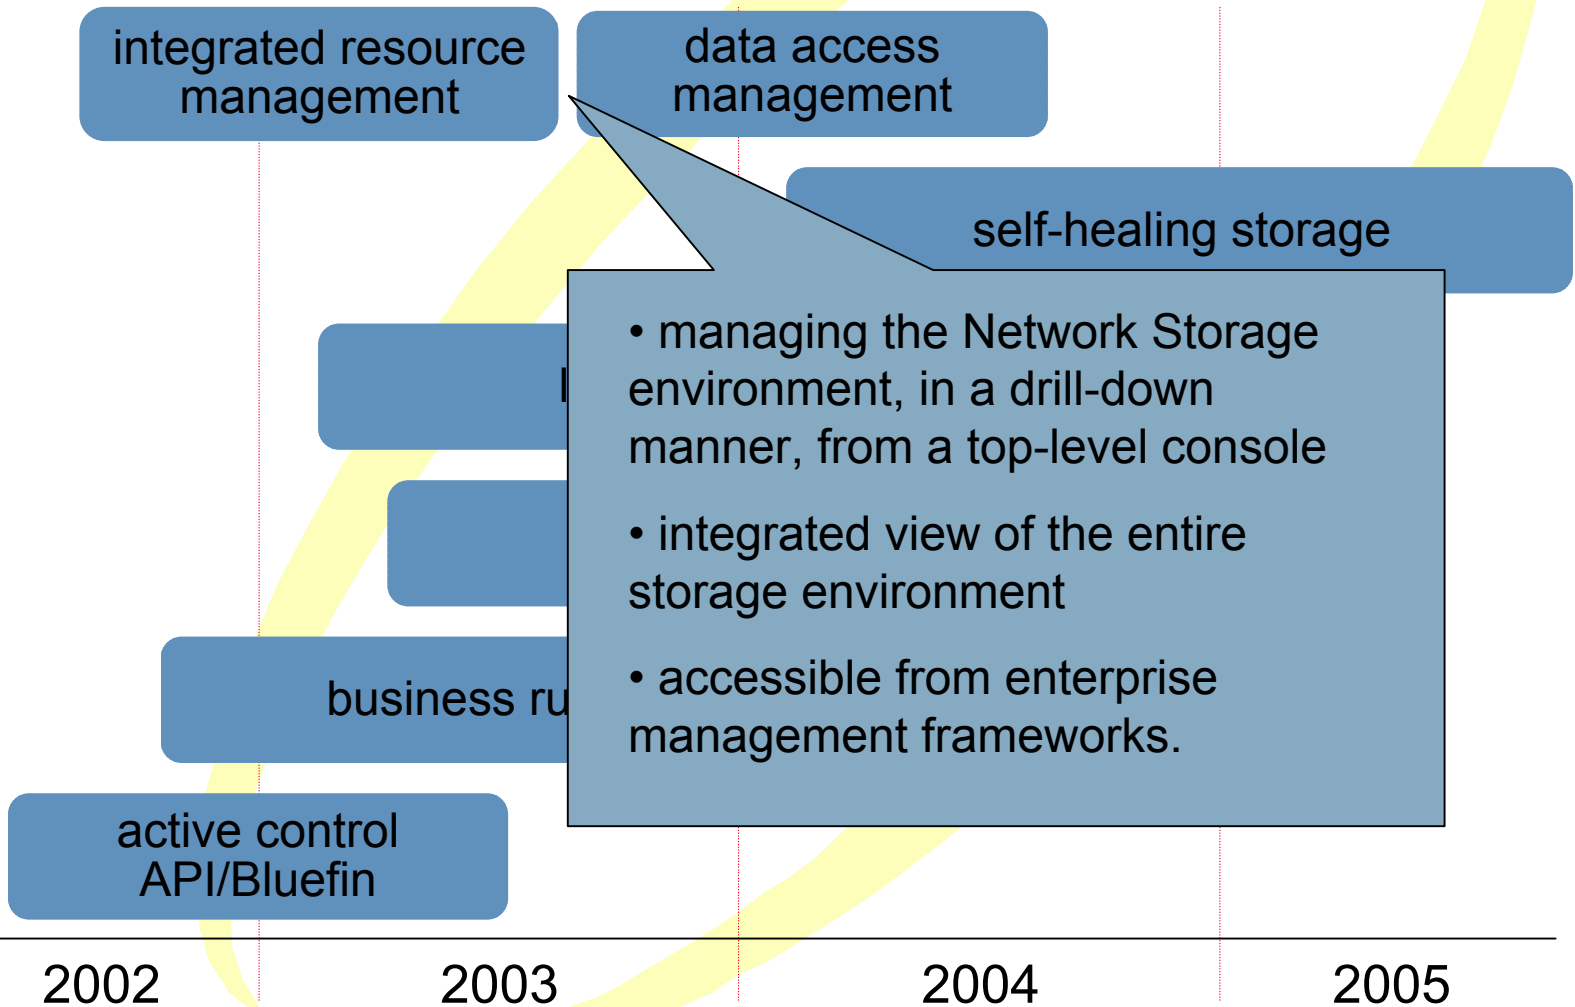 integrated resource
management
data access
management
self-healing storage
• managing the Network Storage
environment, in a drill-down
manner, from a top-level console
• integrated view of the entire
storage environment
• accessible from enterprise
management frameworks.
business
active control
API/Bluefin
2002
2003
2004
2005